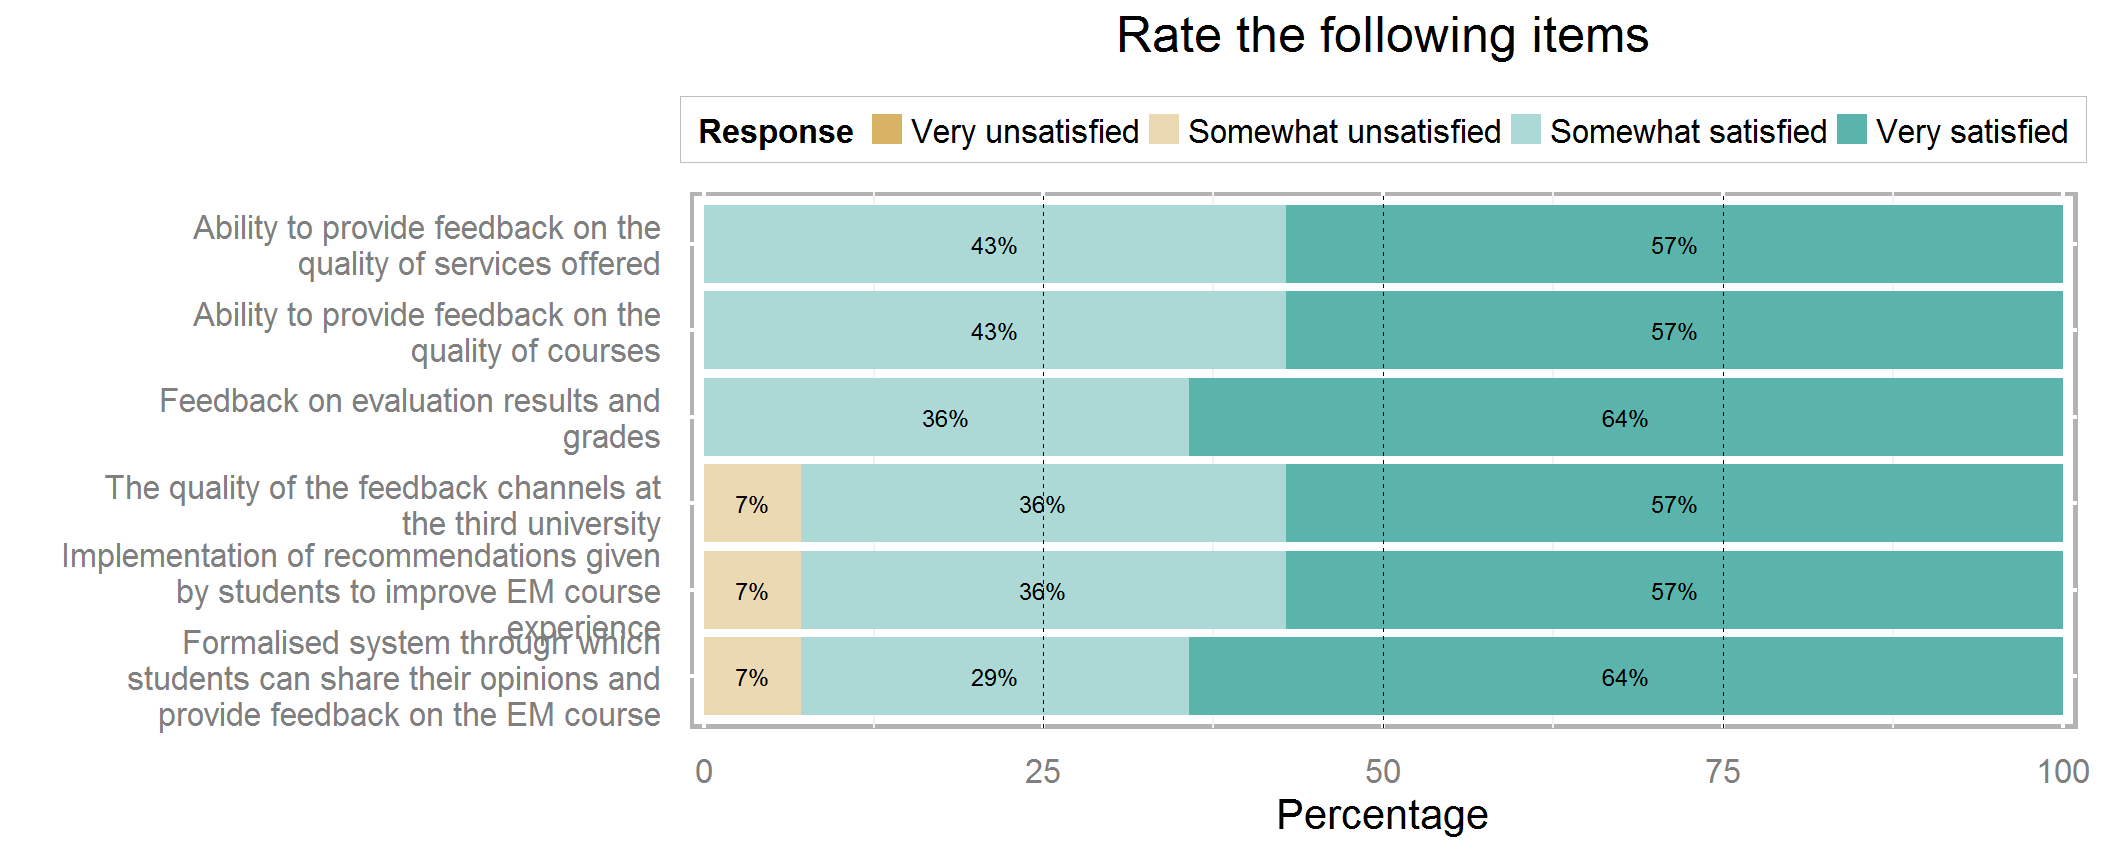 Rate the following items
Response Very unsatisfied Somewhat unsatisfied Somewhat satisfied Very satisfied
Ability to provide feedback on the
quality of services offered
43% 57%
Ability to provide feedback on the
quality of courses
43% 57%
Feedback on evaluation results and
grades
36% 64%
The quality of the feedback channels at
the third university
7% 36% 57%
Implementation of recommendations given
by students to improve EM course
experience
7% 36% 57%
Formalised system through which
students can share their opinions and
provide feedback on the EM course
7% 29% 64%
0 25 50 75 100
Percentage